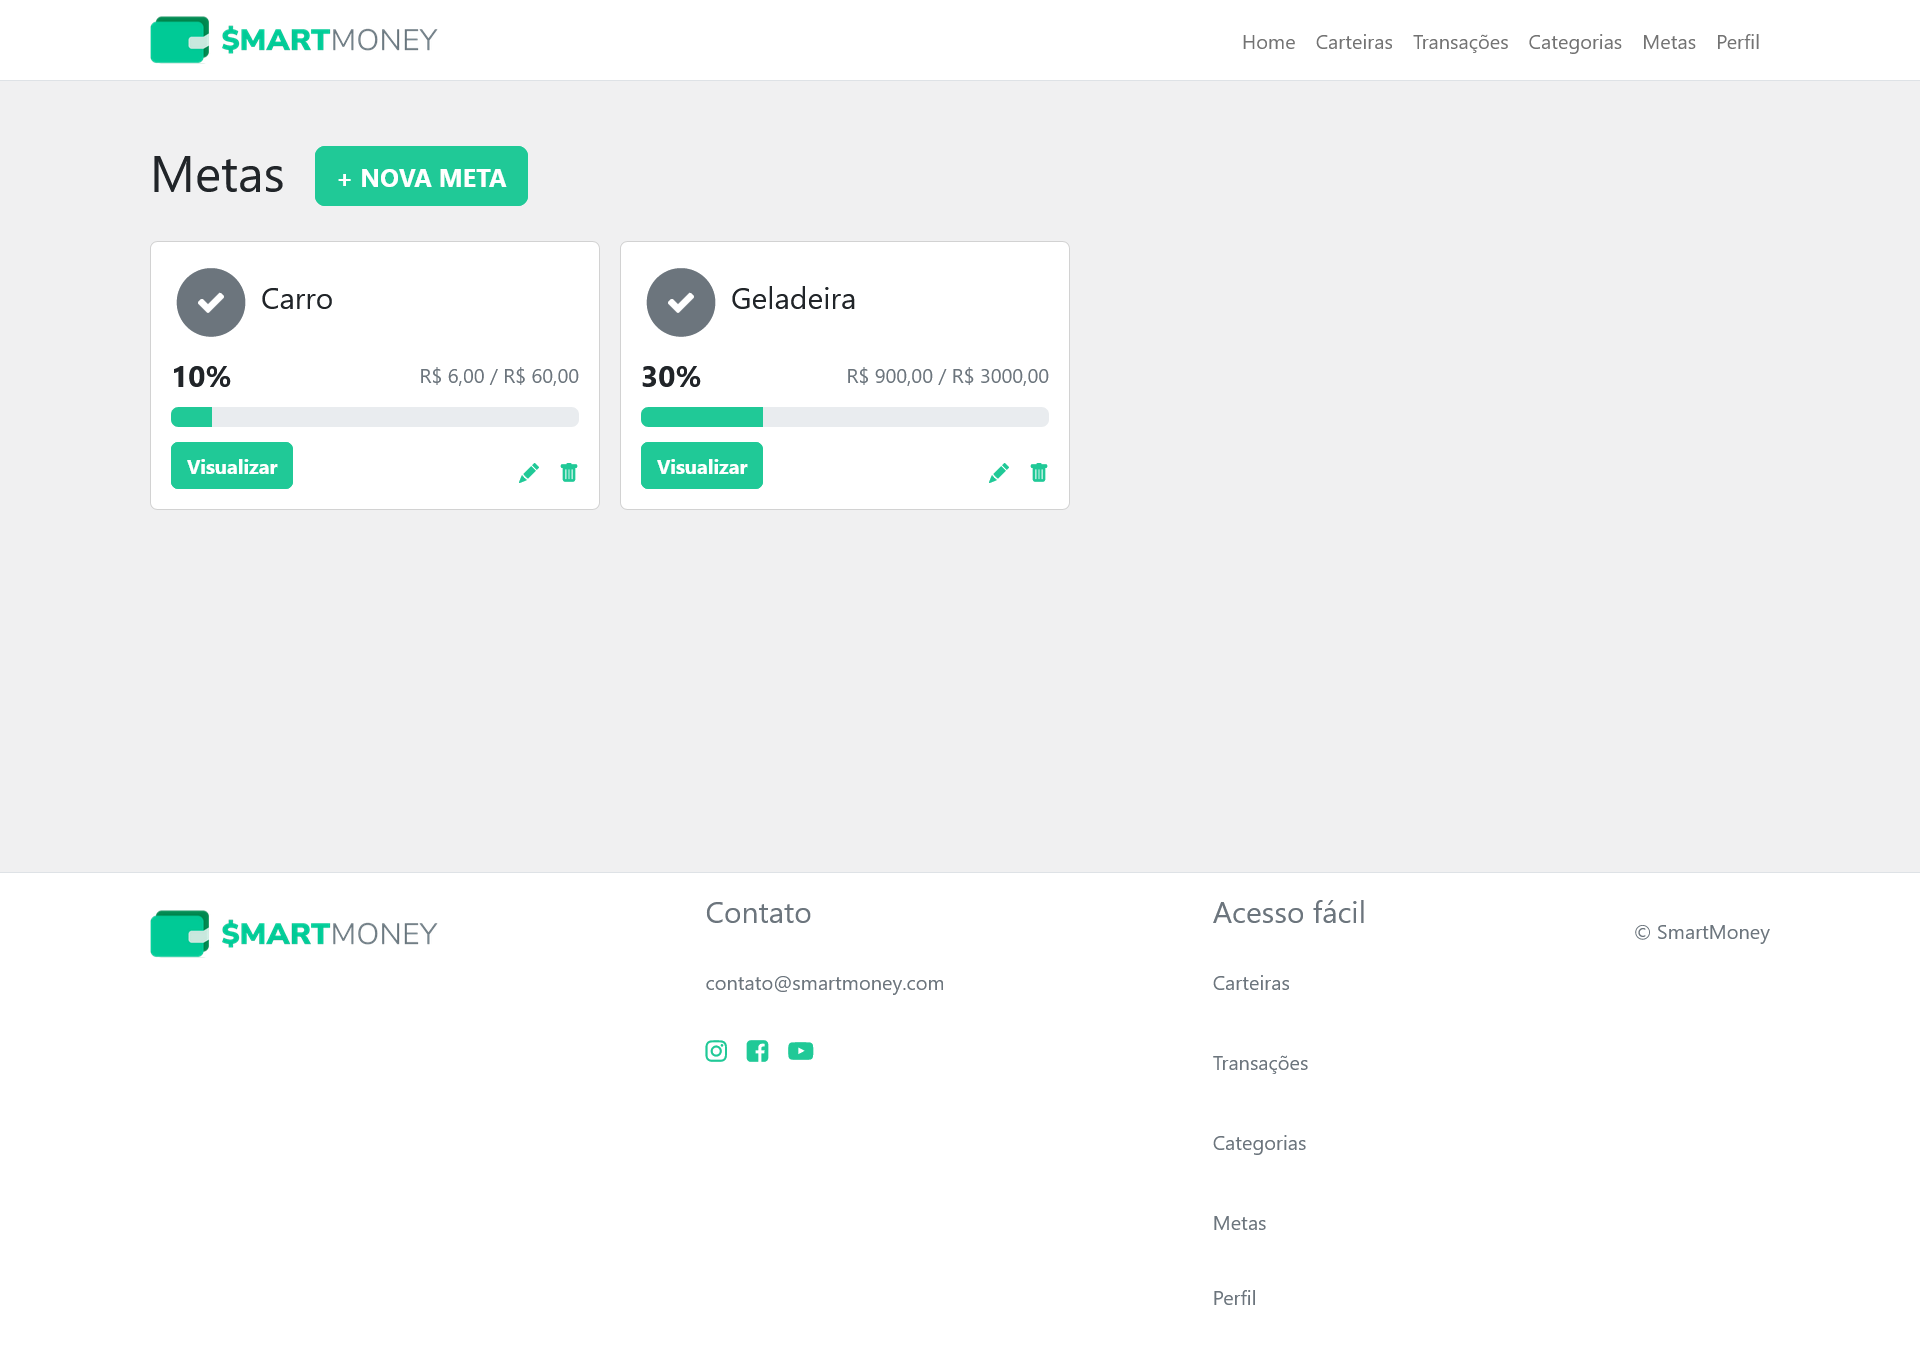 $MARTMONEY
Home Carteiras Transações Categorias Metas Perfil
Metas
+ NOVA META
Carro
10% R$ 6,00 / R$ 60,00
Visualizar
Geladeira
30% R$ 900,00 / R$ 3000,00
Visualizar
$MARTMONEY
Contato
contato@smartmoney.com
Acesso fácil
Carteiras
Transações
Categorias
Metas
Perfil
© SmartMoney